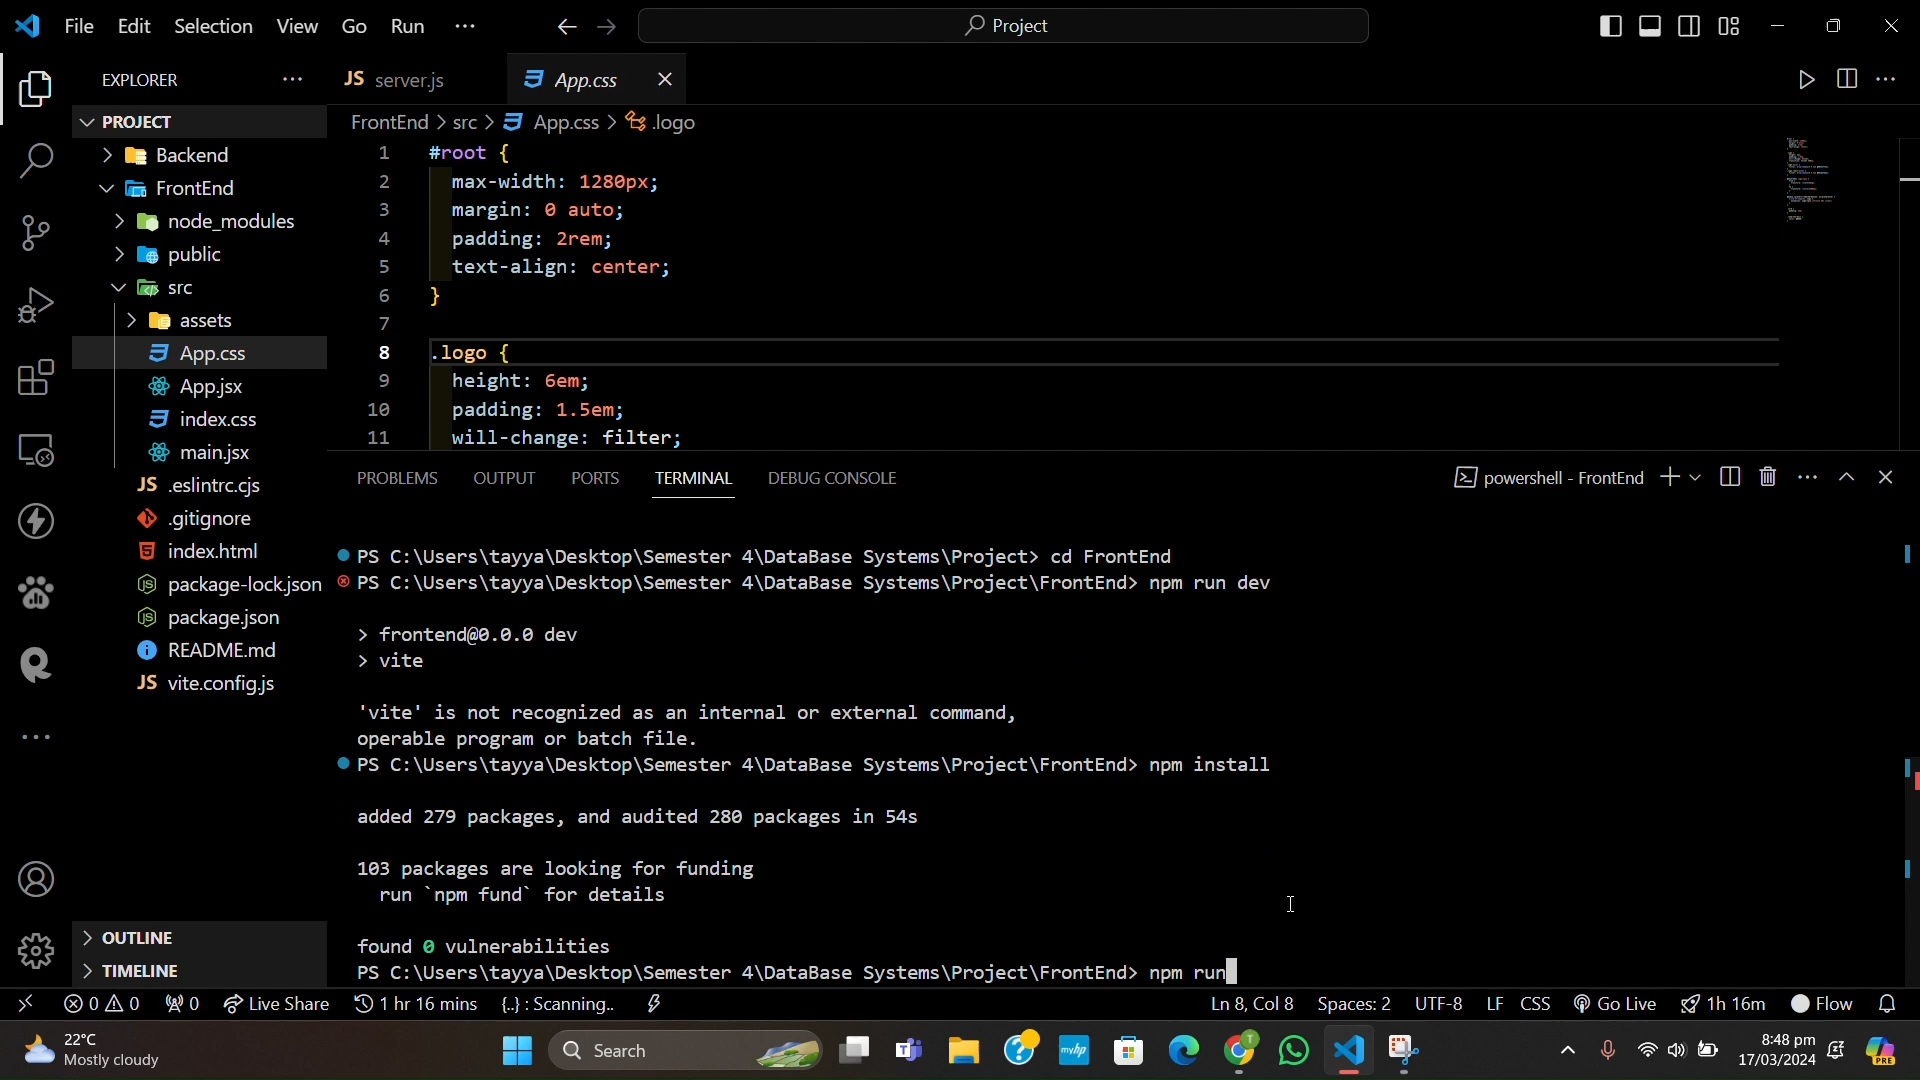 File Edit Selection View Go Run ···
Project
EXPLORER ···
JS server.js
App.css
PROJECT
FrontEnd > src > App.css > .logo
Backend
FrontEnd
node_modules
public
src
assets
App.css
App.jsx
index.css
main.jsx
JS .eslintrc.cjs
.gitignore
index.html
package-lock.json
package.json
README.md
JS vite.config.js
OUTLINE
TIMELINE
1 #root {
2 max-width: 1280px;
3 margin: 0 auto;
4 padding: 2rem;
5 text-align: center;
6 }
7
8 .logo {
9 height: 6em;
10 padding: 1.5em;
11 will-change: filter;
PROBLEMS OUTPUT PORTS TERMINAL DEBUG CONSOLE
powershell - FrontEnd
PS C:\Users\tayya\Desktop\Semester 4\DataBase Systems\Project> cd FrontEnd
PS C:\Users\tayya\Desktop\Semester 4\DataBase Systems\Project\FrontEnd> npm run dev
> frontend@0.0.0 dev
> vite
'vite' is not recognized as an internal or external command,
operable program or batch file.
PS C:\Users\tayya\Desktop\Semester 4\DataBase Systems\Project\FrontEnd> npm install
added 279 packages, and audited 280 packages in 54s
103 packages are looking for funding
run `npm fund` for details
found 0 vulnerabilities
PS C:\Users\tayya\Desktop\Semester 4\DataBase Systems\Project\FrontEnd> npm run
0 0 0 Live Share 1 hr 16 mins {..} : Scanning.. Ln 8, Col 8 Spaces: 2 UTF-8 LF CSS Go Live 1h 16m Flow
22°C
Mostly cloudy
Search
myhp
T
8:48 pm
17/03/2024
PRE